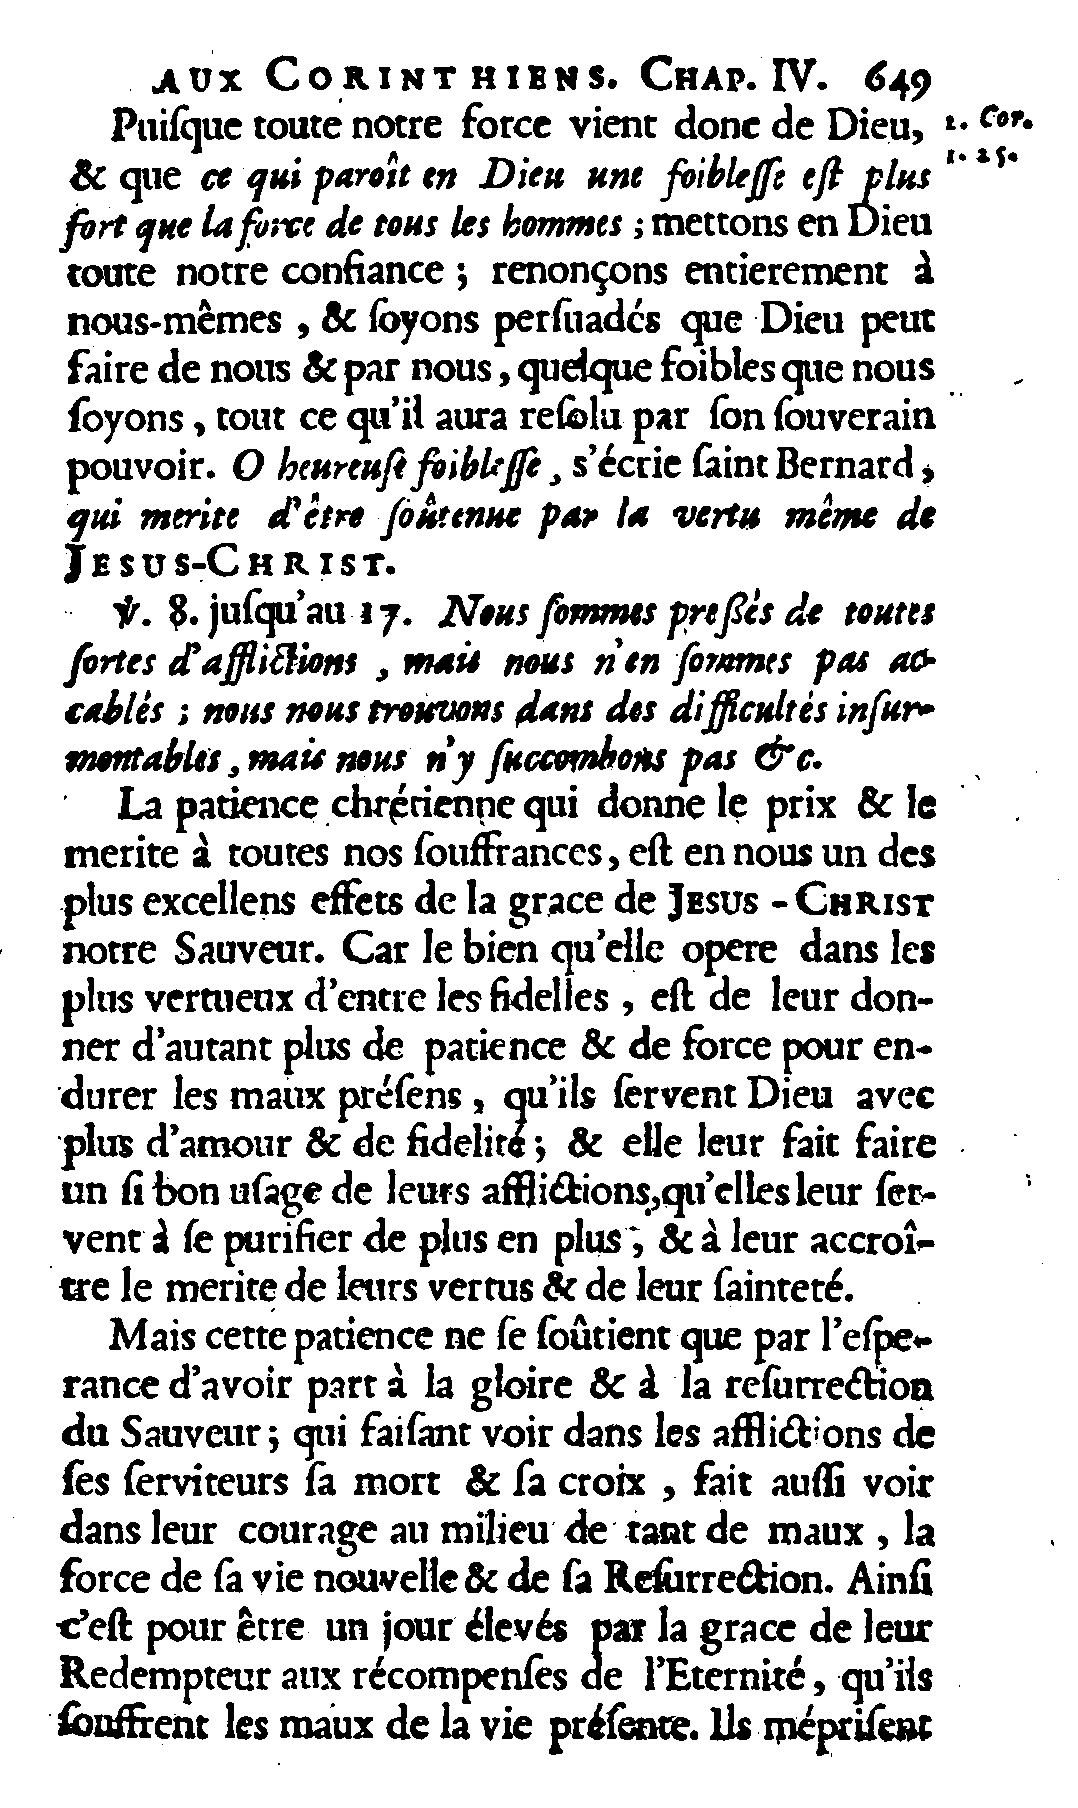 AUX CORINTHIENS. CHAP. IV. 649
Puiſque toute notre force vient donc de Dieu, 1. Cor.
& que ce qui paroît en Dieu une foibleſſe eſt plus 1. 25.
fort que la force de tous les hommes ; mettons en Dieu
toute notre confiance ; renonçons entierement à
nous-mêmes , & ſoyons perſuadés que Dieu peut
faire de nous & par nous, quelque foibles que nous
ſoyons , tout ce qu'il aura reſolu par ſon ſouverain
pouvoir. O heureuſe foibleſſe , s'écrie ſaint Bernard,
qui merite d'être ſoûtenue par la vertu même de
JESUS-CHRIST.
℣. 8. juſqu'au 17. Nous ſommes preßés de toutes
ſortes d'afflictions , mais nous n'en ſommes pas ac-
cablés ; nous nous trouvons dans des difficultés inſur-
montables, mais nous n'y ſuccombons pas &c.
La patience chrétienne qui donne le prix & le
merite à toutes nos ſouffrances, eſt en nous un des
plus excellens effets de la grace de JESUS-CHRIST
notre Sauveur. Car le bien qu'elle opere dans les
plus vertueux d'entre les fidelles , eſt de leur don-
ner d'autant plus de patience & de force pour en-
durer les maux préſens , qu'ils ſervent Dieu avec
plus d'amour & de fidelité ; & elle leur fait faire
un ſi bon uſage de leurs afflictions, qu'elles leur ſer-
vent à ſe purifier de plus en plus , & à leur accroî-
tre le merite de leurs vertus & de leur ſainteté.
Mais cette patience ne ſe ſoûtient que par l'eſpe-
rance d'avoir part à la gloire & à la reſurrection
du Sauveur ; qui faiſant voir dans les afflictions de
ſes ſerviteurs ſa mort & ſa croix , fait auſſi voir
dans leur courage au milieu de tant de maux , la
force de ſa vie nouvelle & de ſa Reſurrection. Ainſi
c'eſt pour être un jour élevés par la grace de leur
Redempteur aux récompenſes de l'Eternité, qu'ils
ſouffrent les maux de la vie préſente. Ils mépriſent